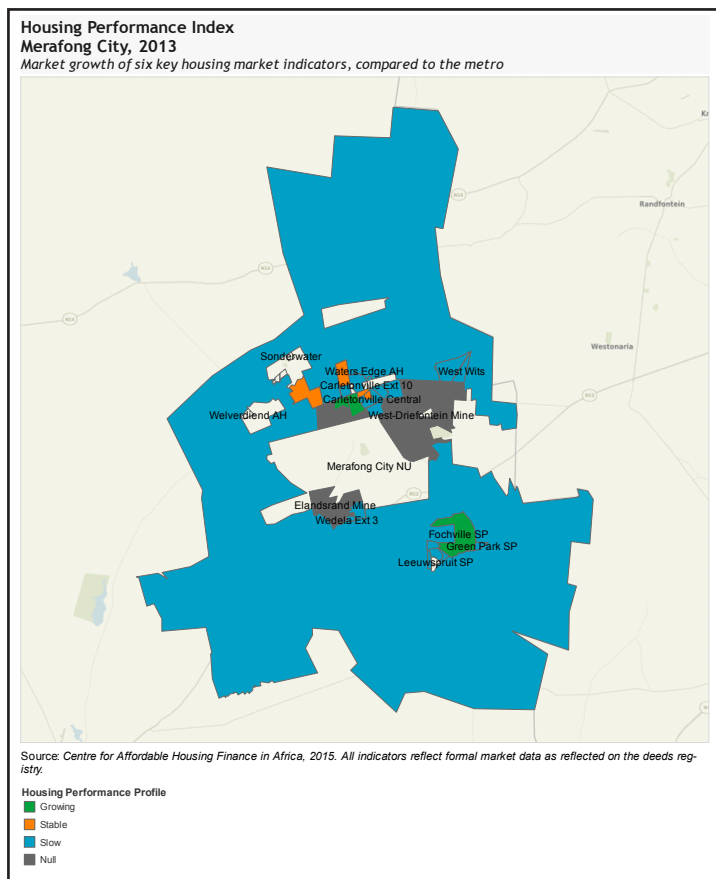 Housing Performance Index
Merafong City, 2013
Market growth of six key housing market indicators, compared to the metro
Randfontein
N14
N14
N14
Westonaria
Sonderwater
Waters Edge AH
West Wits
Carletonville Ext 10
Carletonville Central
Welverdiend AH
West-Driefontein Mine
Merafong City NU
Elandsrand Mine
Wedela Ext 3
Fochville SP
Green Park SP
Leeuwspruit SP
Source: Centre for Affordable Housing Finance in Africa, 2015. All indicators reflect formal market data as reflected on the deeds reg-
istry.
Housing Performance Profile
Growing
Stable
Slow
Null